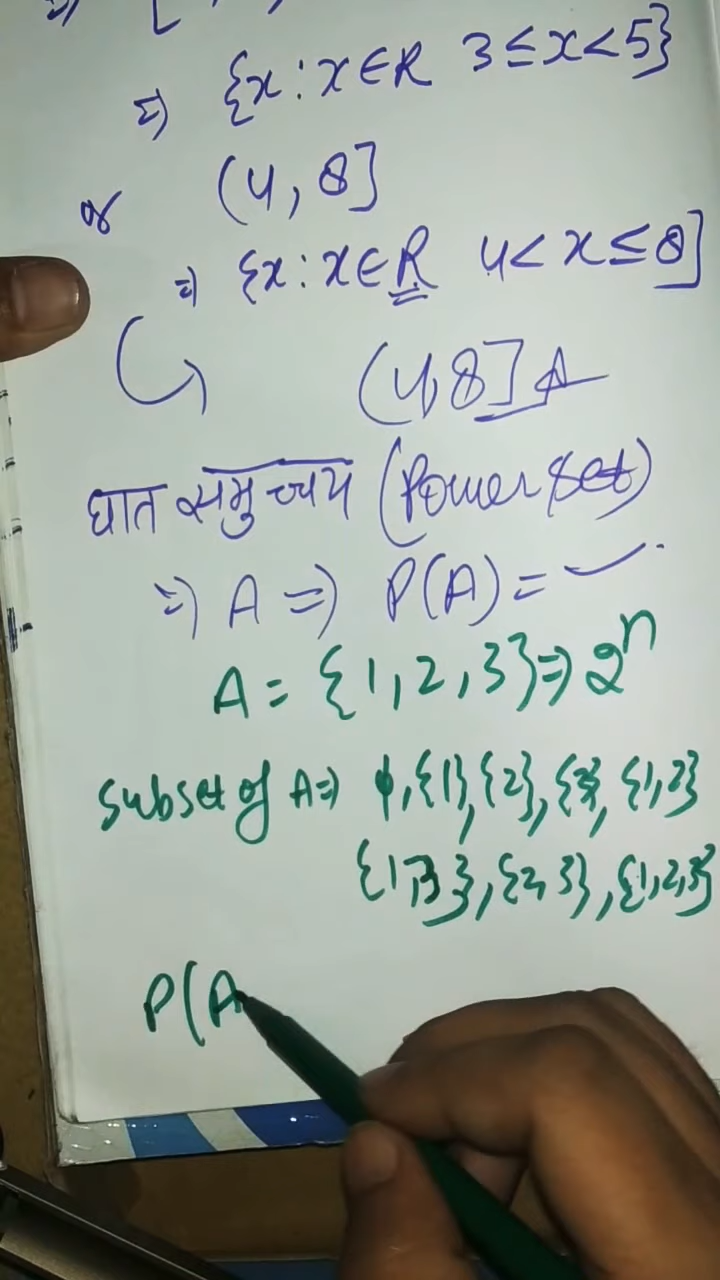 {x : x ∈ R 3 ≤ x < 5}
or (4, 8]
⇒ {x : x ∈ R 4 < x ≤ 8]
(4, 8] A
घात समुच्चय (Power Set)
⇒ A ⇒ P(A) =
A = {1, 2, 3} ⇒ 2ⁿ
Subset of A ⇒ ϕ, {1}, {2}, {3}, {1, 2}
{1, 3}, {2, 3}, {1, 2, 3}
P(A